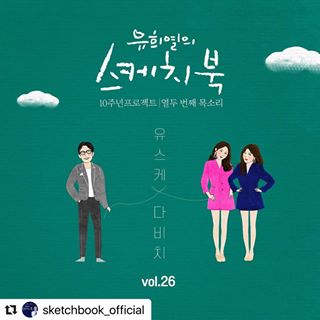 유희열의
스케치북
10주년프로젝트 | 열두 번째 목소리
유스케 X 다비치
vol.26
sketchbook_official